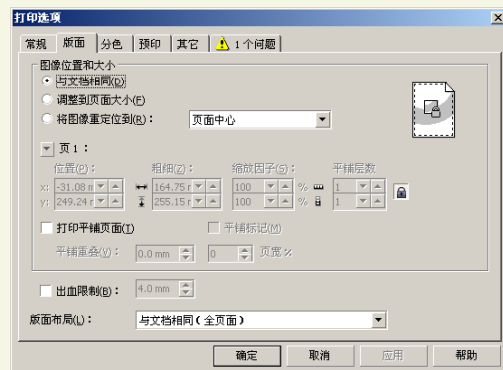 打印选项
常规 版面 分色 预印 其它 1 个问题
图像位置和大小
与文档相同(D)
调整到页面大小(F)
将图像重定位到(R): 页面中心
页 1:
位置(P): 粗细(Z): 缩放因子(S): 平铺层数
x: -31.08 m 164.75 r 100 % 1
y: 249.24 r 255.15 r 100 % 1
打印平铺页面(T) 平铺标记(M)
平铺重叠(V): 0.0 mm 0 页宽 %
出血限制(B): 4.0 mm
版面布局(L): 与文档相同(全页面)
确定 取消 应用 帮助